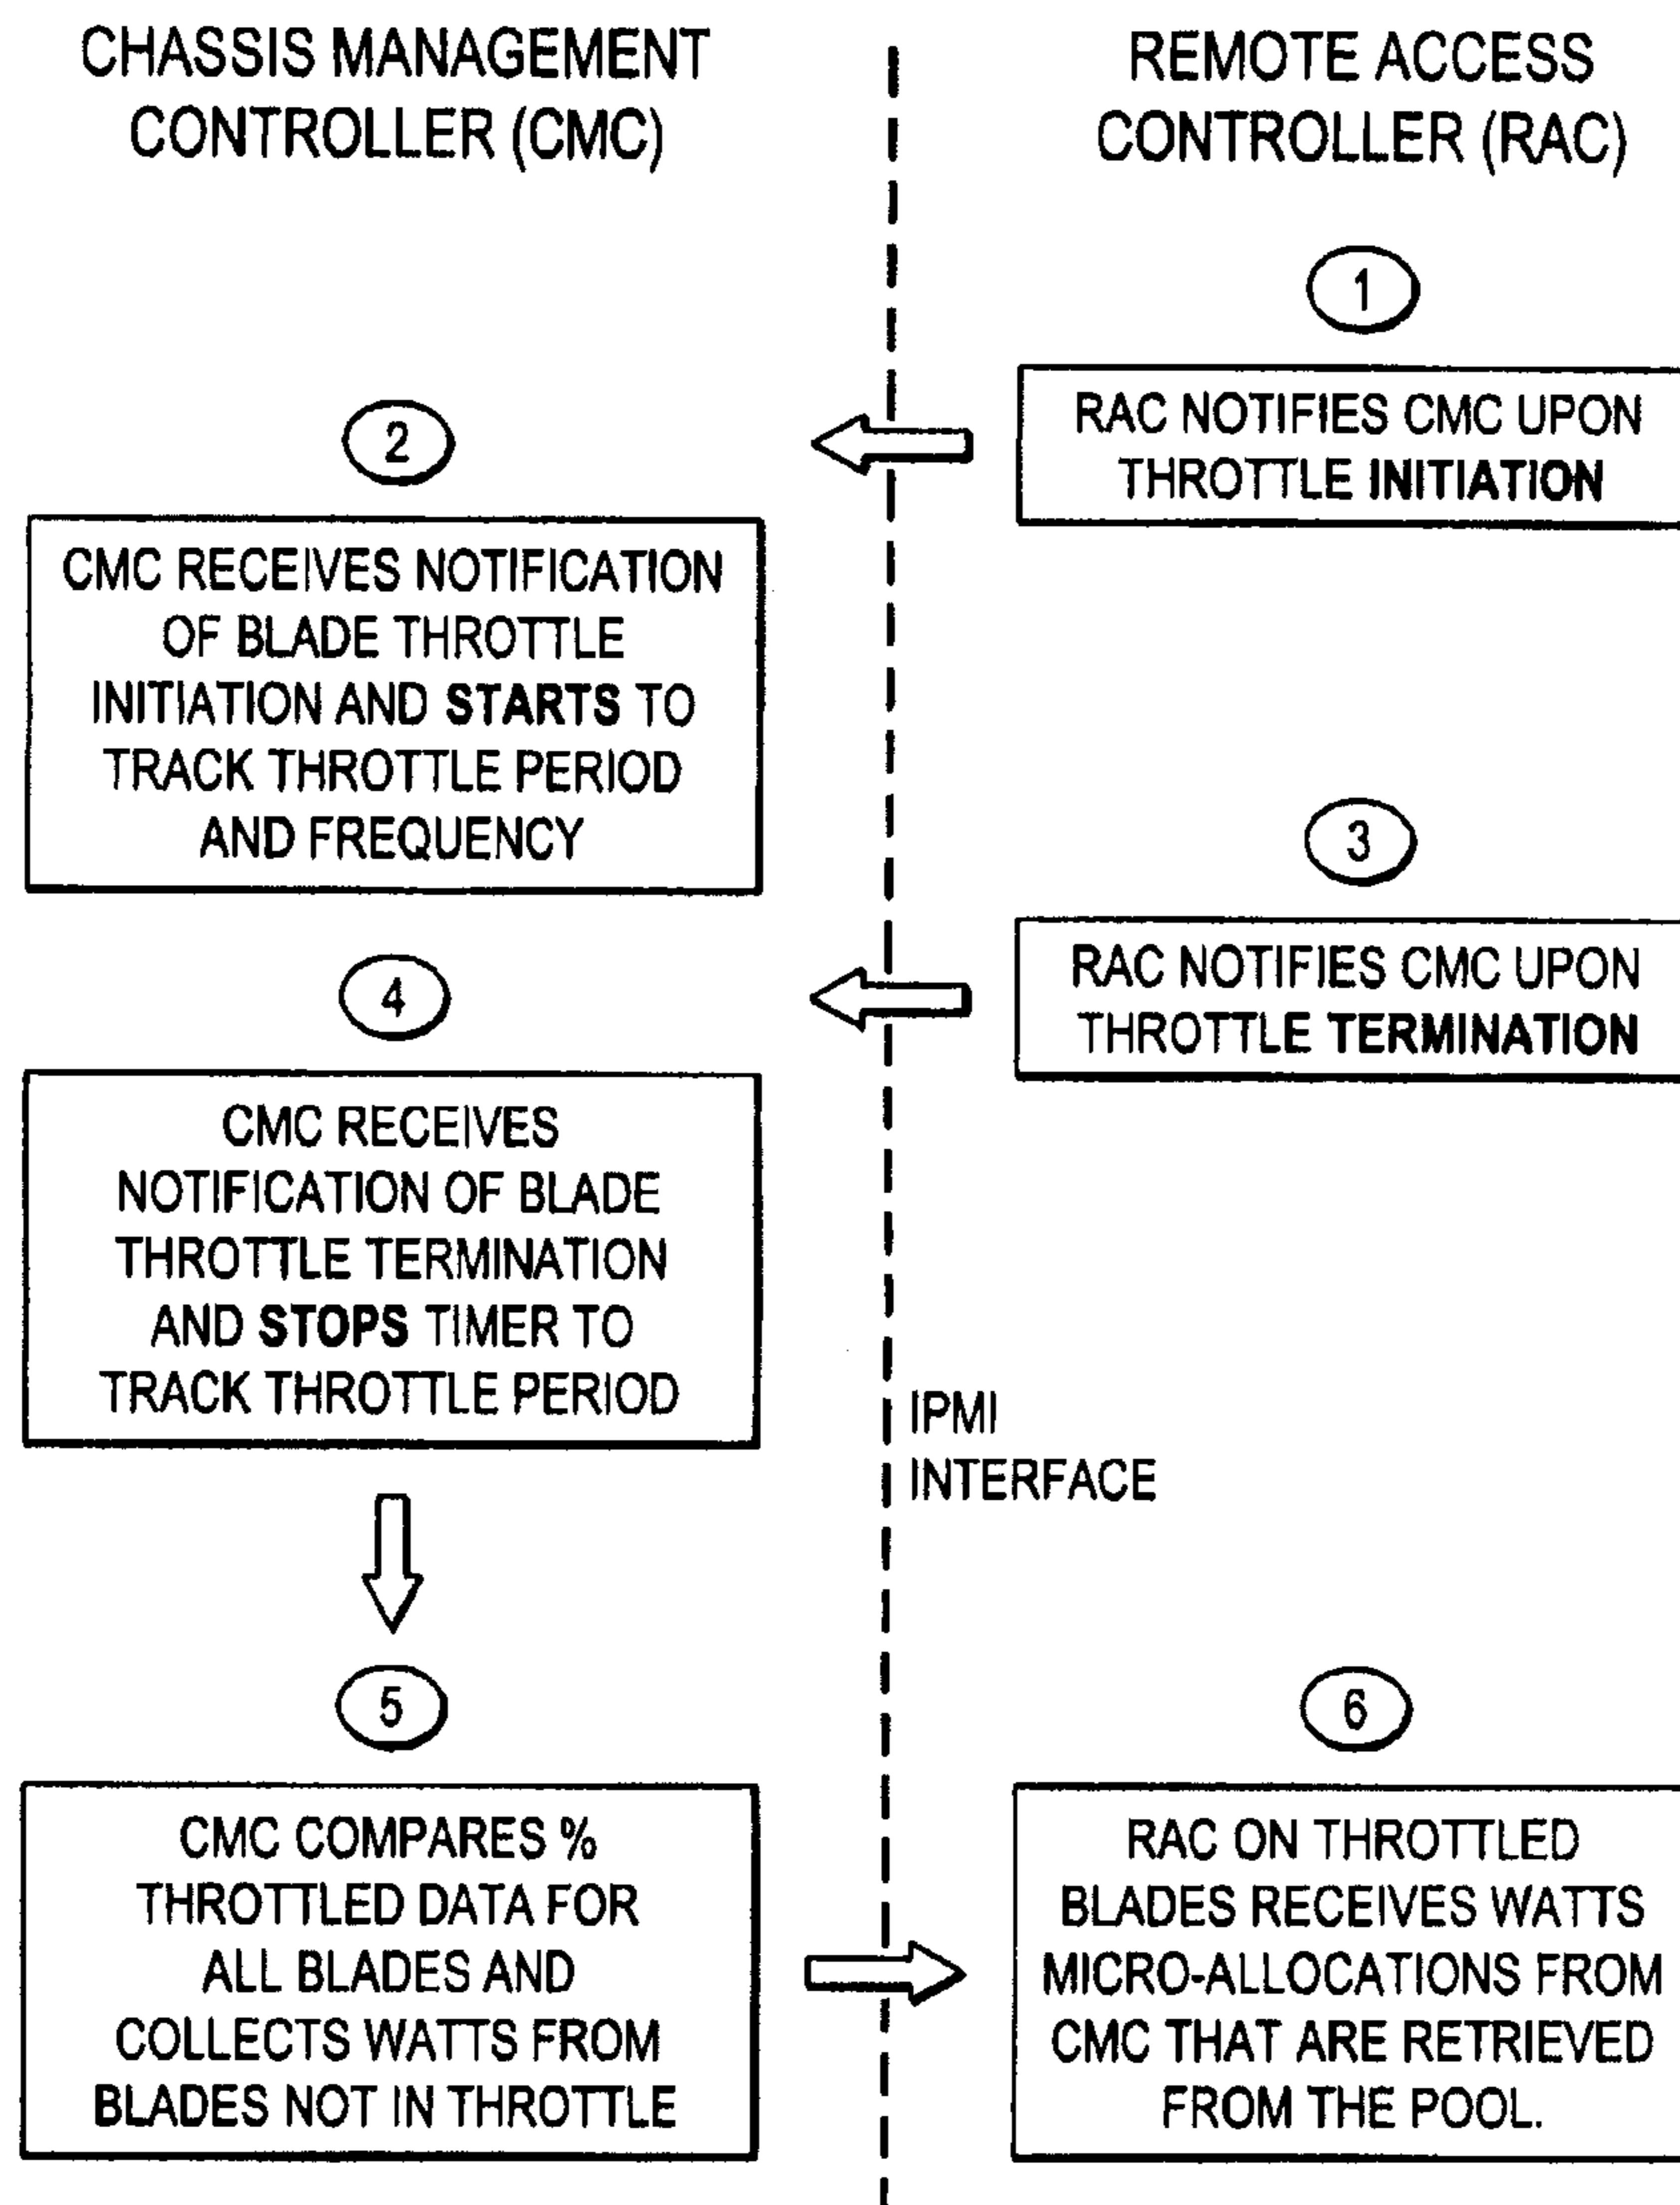 CHASSIS MANAGEMENT
CONTROLLER (CMC)
REMOTE ACCESS
CONTROLLER (RAC)
1
RAC NOTIFIES CMC UPON
THROTTLE INITIATION
2
CMC RECEIVES NOTIFICATION
OF BLADE THROTTLE
INITIATION AND STARTS TO
TRACK THROTTLE PERIOD
AND FREQUENCY
3
RAC NOTIFIES CMC UPON
THROTTLE TERMINATION
4
CMC RECEIVES
NOTIFICATION OF BLADE
THROTTLE TERMINATION
AND STOPS TIMER TO
TRACK THROTTLE PERIOD
IPMI
INTERFACE
5
CMC COMPARES %
THROTTLED DATA FOR
ALL BLADES AND
COLLECTS WATTS FROM
BLADES NOT IN THROTTLE
6
RAC ON THROTTLED
BLADES RECEIVES WATTS
MICRO-ALLOCATIONS FROM
CMC THAT ARE RETRIEVED
FROM THE POOL.